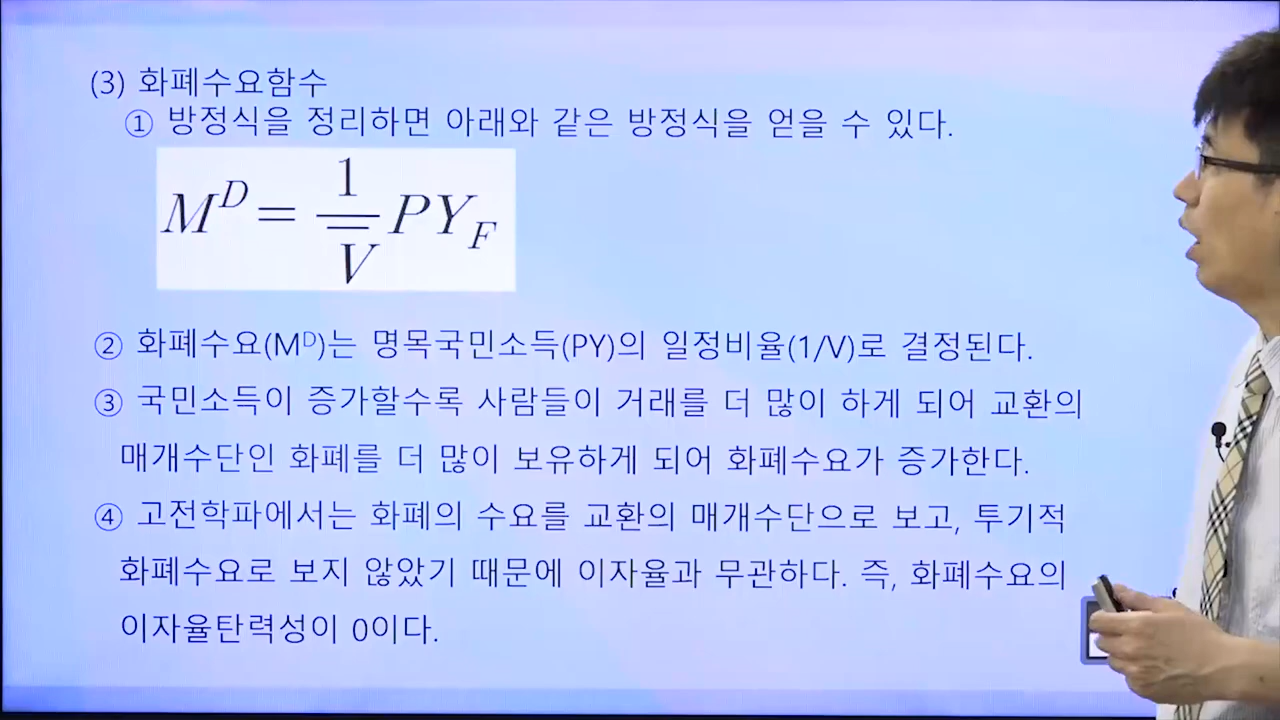 (3) 화폐수요함수
① 방정식을 정리하면 아래와 같은 방정식을 얻을 수 있다.
M^D = 1/V̅ PY_F
② 화폐수요(Mᴰ)는 명목국민소득(PY)의 일정비율(1/V)로 결정된다.
③ 국민소득이 증가할수록 사람들이 거래를 더 많이 하게 되어 교환의
매개수단인 화폐를 더 많이 보유하게 되어 화폐수요가 증가한다.
④ 고전학파에서는 화폐의 수요를 교환의 매개수단으로 보고, 투기적
화폐수요로 보지 않았기 때문에 이자율과 무관하다. 즉, 화폐수요의
이자율탄력성이 0이다.